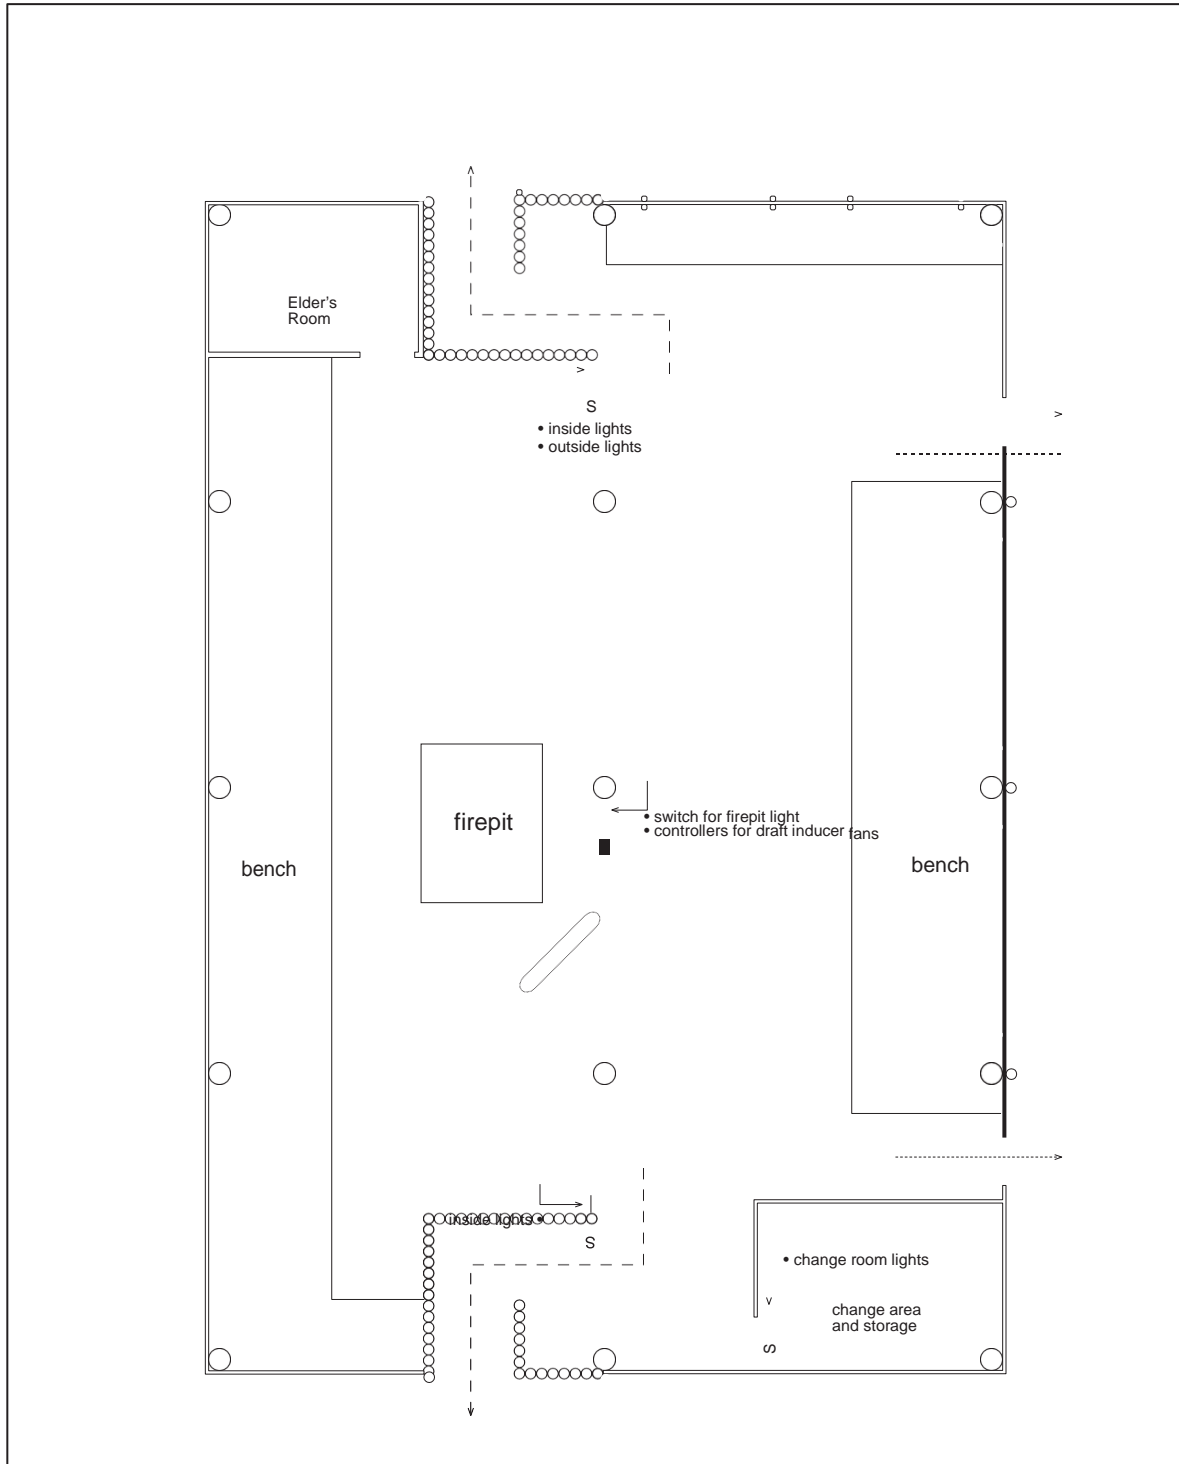 Elder's
Room
S
• inside lights
• outside lights
• switch for firepit light
• controllers for draft inducer fans
firepit
bench
bench
inside lights •
S
• change room lights
change area
and storage
S